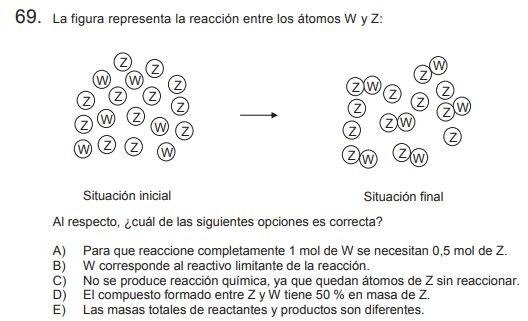 69. La figura representa la reacción entre los átomos W y Z:
Z
Z
W W Z
Z Z Z
Z W Z W Z
W Z Z W
W
Z
Z W Z Z
Z Z Z W
Z Z W Z
Z W Z W
Situación inicial Situación final
Al respecto, ¿cuál de las siguientes opciones es correcta?
A) Para que reaccione completamente 1 mol de W se necesitan 0,5 mol de Z.
B) W corresponde al reactivo limitante de la reacción.
C) No se produce reacción química, ya que quedan átomos de Z sin reaccionar.
D) El compuesto formado entre Z y W tiene 50 % en masa de Z.
E) Las masas totales de reactantes y productos son diferentes.